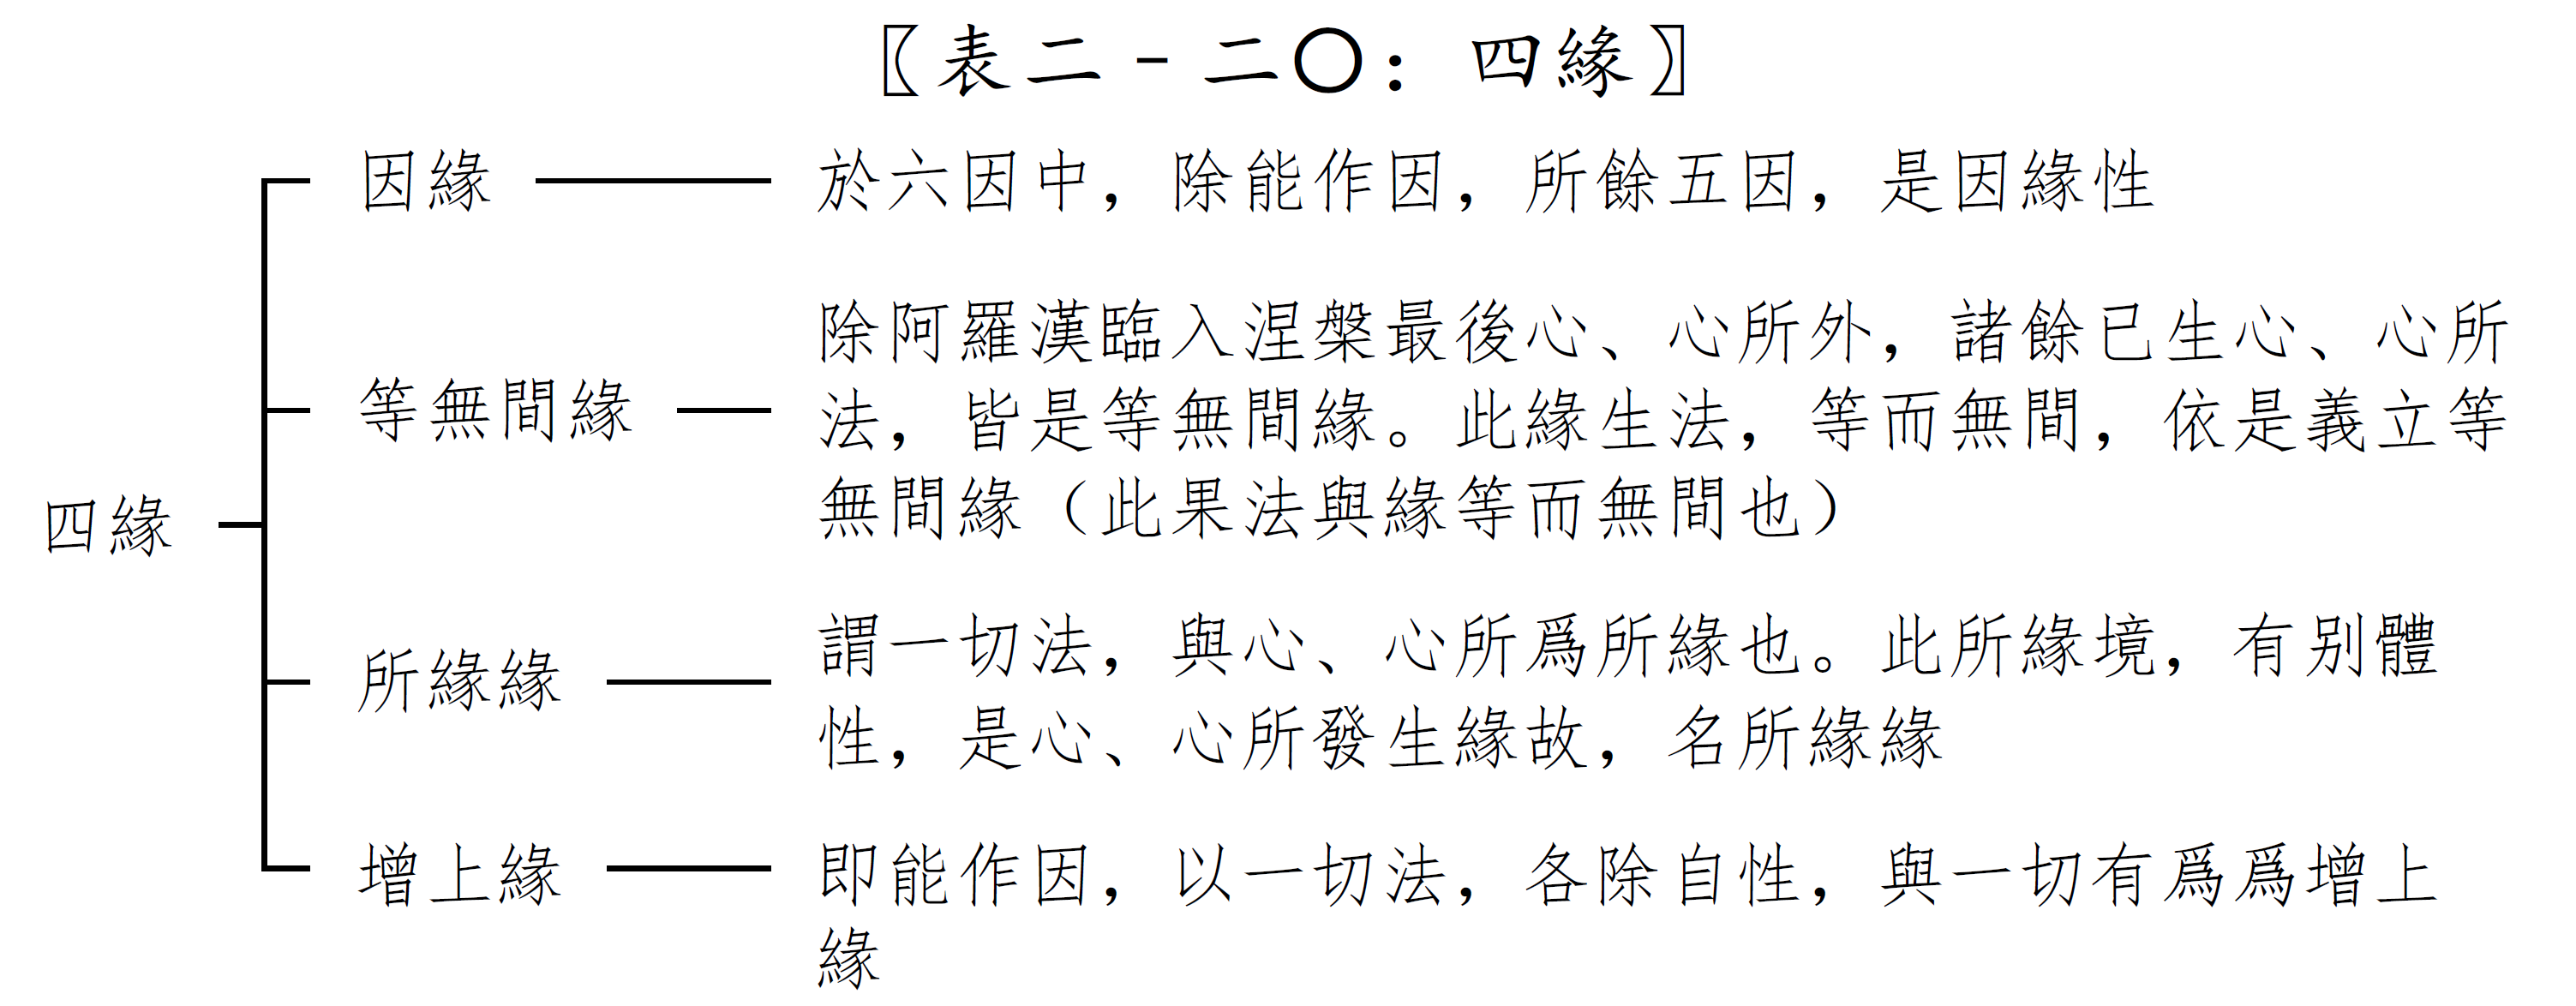 〖表二-二〇：四緣〗
四緣
因緣
於六因中，除能作因，所餘五因，是因緣性
等無間緣
除阿羅漢臨入涅槃最後心、心所外，諸餘已生心、心所
法，皆是等無間緣。此緣生法，等而無間，依是義立等
無間緣（此果法與緣等而無間也）
所緣緣
謂一切法，與心、心所爲所緣也。此所緣境，有別體
性，是心、心所發生緣故，名所緣緣
增上緣
即能作因，以一切法，各除自性，與一切有爲爲增上
緣